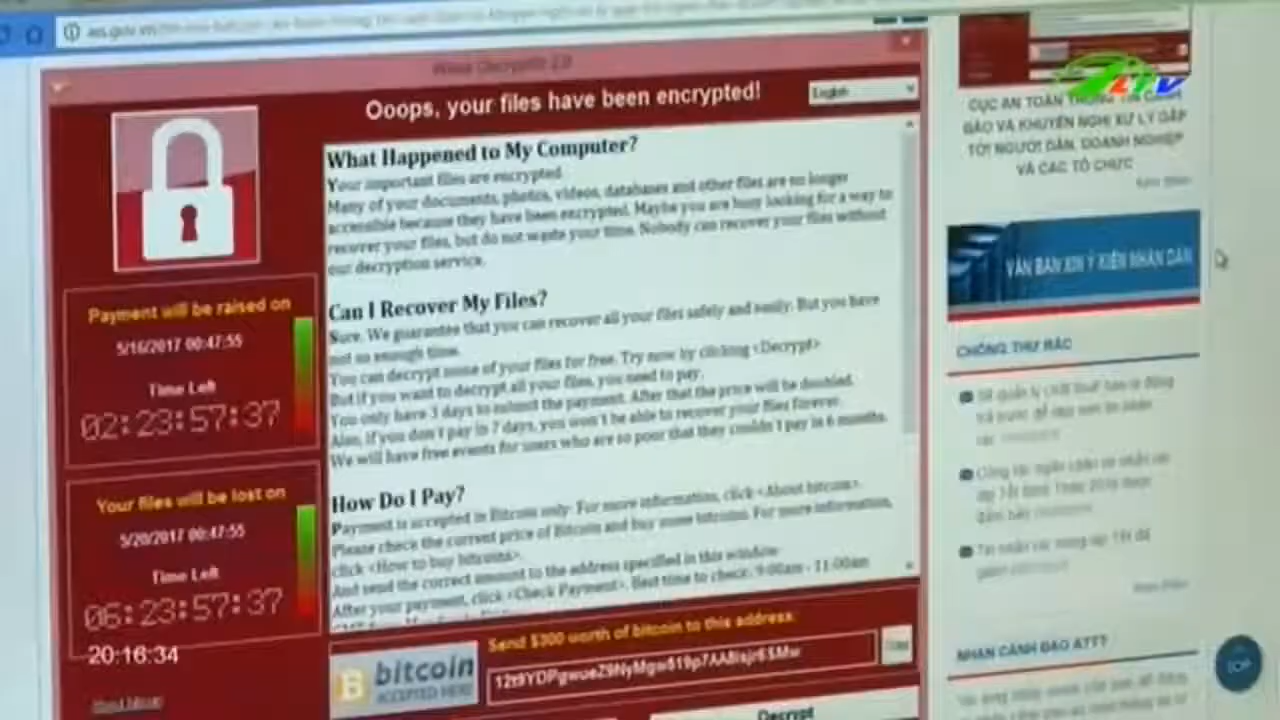 Wana Decrypt0r 2.0
Ooops, your files have been encrypted!
English
Payment will be raised on
5/16/2017 00:47:55
Time Left
02:23:57:37
Your files will be lost on
5/20/2017 00:47:55
Time Left
06:23:57:37
20:16:34
What Happened to My Computer?
Your important files are encrypted.
Many of your documents, photos, videos, databases and other files are no longer
accessible because they have been encrypted. Maybe you are busy looking for a way to
recover your files, but do not waste your time. Nobody can recover your files without
our decryption service.
Can I Recover My Files?
Sure. We guarantee that you can recover all your files safely and easily. But you have
not so enough time.
You can decrypt some of your files for free. Try now by clicking <Decrypt>.
But if you want to decrypt all your files, you need to pay.
You only have 3 days to submit the payment. After that the price will be doubled.
Also, if you don't pay in 7 days, you won't be able to recover your files forever.
We will have free events for users who are so poor that they couldn't pay in 6 months.
How Do I Pay?
Payment is accepted in Bitcoin only. For more information, click <About bitcoin>.
Please check the current price of Bitcoin and buy some bitcoins. For more information,
click <How to buy bitcoins>.
And send the correct amount to the address specified in this window.
After your payment, click <Check Payment>. Best time to check: 9:00am - 11:00am
bitcoin
ACCEPTED HERE
Send $300 worth of bitcoin to this address:
Copy
Decrypt
LTV
CỤC AN TOÀN THÔNG TIN CẢNH
BÁO VÀ KHUYẾN NGHỊ XỬ LÝ GẤP
TỚI NGƯỜI DÂN, DOANH NGHIỆP
VÀ CÁC TỔ CHỨC
VĂN BẢN XIN Ý KIẾN NHÂN DÂN
CHỐNG THƯ RÁC
TOP